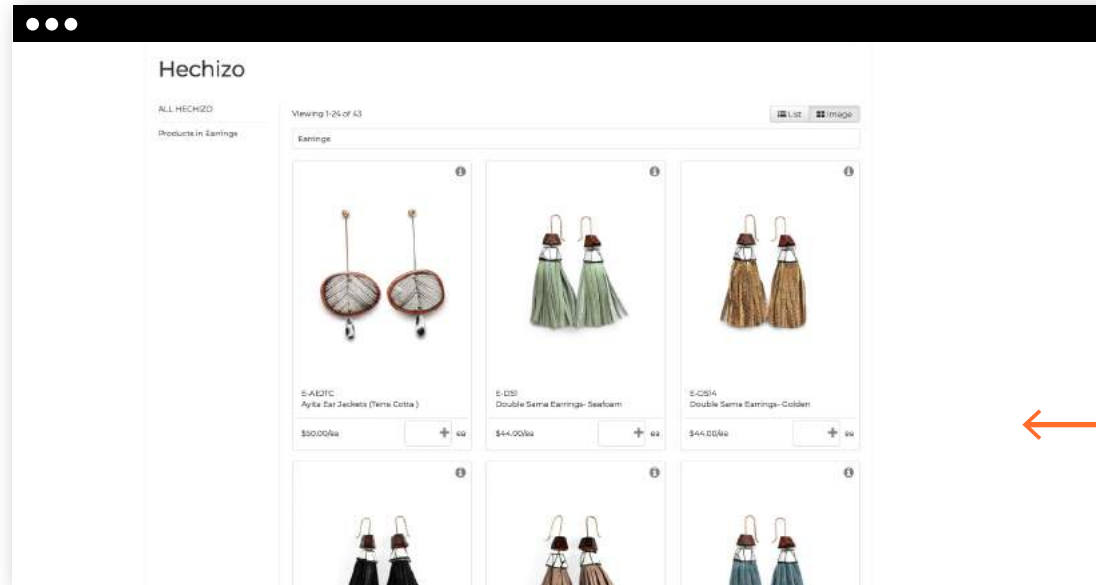 Hechizo
ALL HECHIZO
Products in Earrings
Viewing 1-24 of 43
List Image
Earrings
E-AEJTC
Ayita Ear Jackets (Terra Cotta )
$50.00/ea
ea
E-DS1
Double Sama Earrings- Seafoam
$44.00/ea
ea
E-DS14
Double Sama Earrings- Golden
$44.00/ea
ea